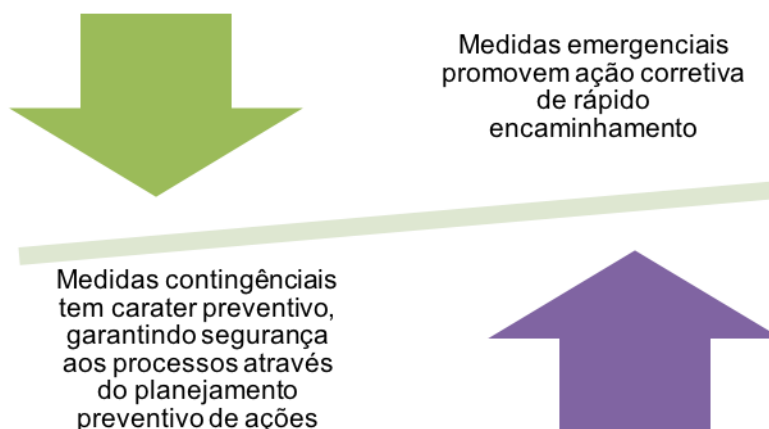 Medidas emergenciais
promovem ação corretiva
de rápido
encaminhamento
Medidas contingênciais
tem carater preventivo,
garantindo segurança
aos processos através
do planejamento
preventivo de ações